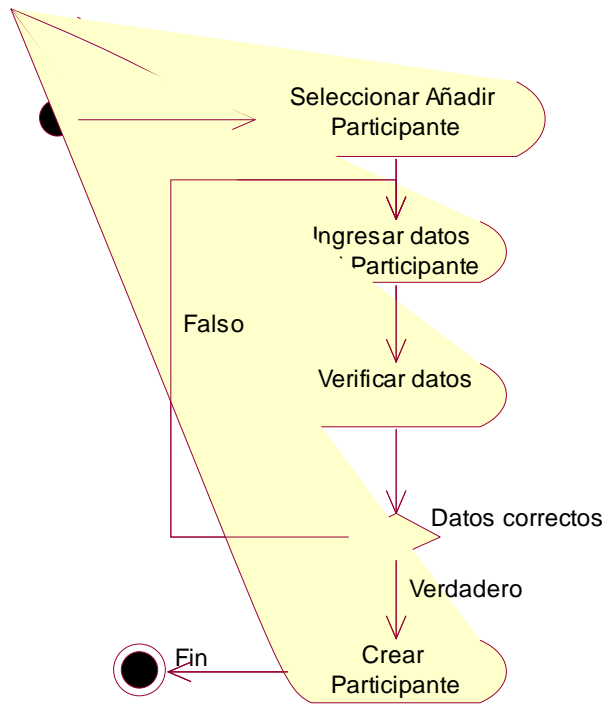 Seleccionar Añadir
Participante
Ingresar datos
Participante
Falso
Verificar datos
Datos correctos
Verdadero
Fin
Crear
Participante